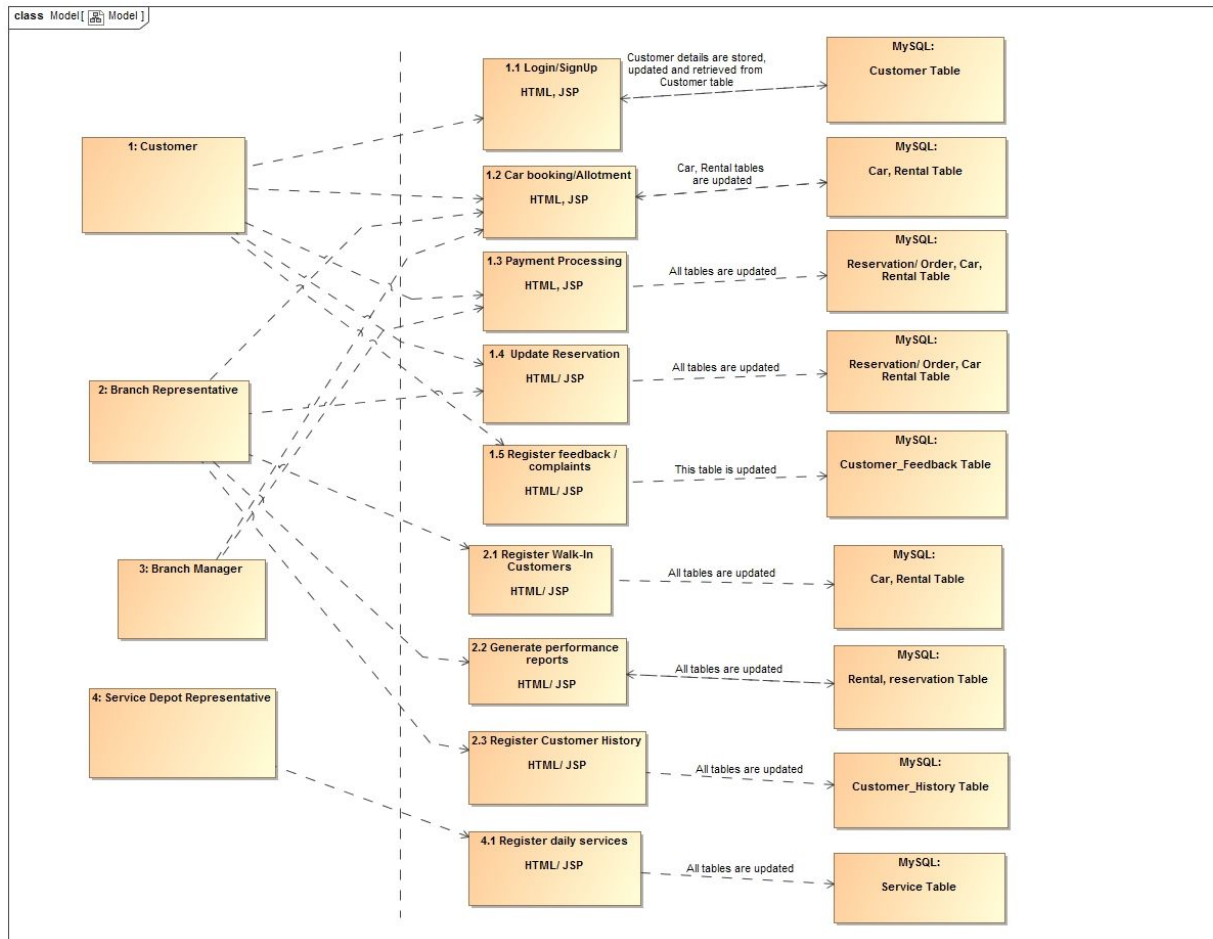 class Model [ Model ]
1: Customer
2: Branch Representative
3: Branch Manager
4: Service Depot Representative
1.1 Login/SignUp
HTML, JSP
Customer details are stored,
updated and retrieved from
Customer table
MySQL:
Customer Table
1.2 Car booking/Allotment
HTML, JSP
Car, Rental tables
are updated
MySQL:
Car, Rental Table
1.3 Payment Processing
HTML, JSP
All tables are updated
MySQL:
Reservation/ Order, Car,
Rental Table
1.4 Update Reservation
HTML/ JSP
All tables are updated
MySQL:
Reservation/ Order, Car
Rental Table
1.5 Register feedback /
complaints
HTML/ JSP
This table is updated
MySQL:
Customer_Feedback Table
2.1 Register Walk-In
Customers
HTML/ JSP
All tables are updated
MySQL:
Car, Rental Table
2.2 Generate performance
reports
HTML/ JSP
All tables are updated
MySQL:
Rental, reservation Table
2.3 Register Customer History
HTML/ JSP
All tables are updated
MySQL:
Customer_History Table
4.1 Register daily services
HTML/ JSP
All tables are updated
MySQL:
Service Table